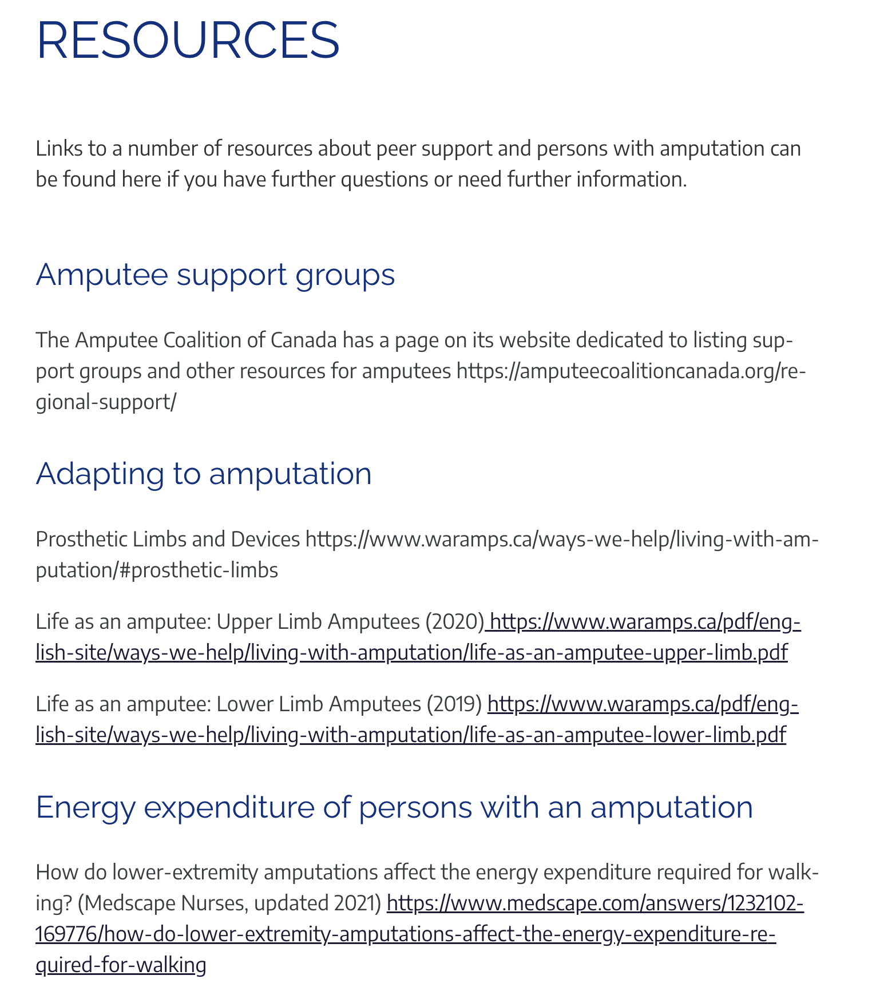 RESOURCES
Links to a number of resources about peer support and persons with amputation can
be found here if you have further questions or need further information.
Amputee support groups
The Amputee Coalition of Canada has a page on its website dedicated to listing sup-
port groups and other resources for amputees https://amputeecoalitioncanada.org/re-
gional-support/
Adapting to amputation
Prosthetic Limbs and Devices https://www.waramps.ca/ways-we-help/living-with-am-
putation/#prosthetic-limbs
Life as an amputee: Upper Limb Amputees (2020) https://www.waramps.ca/pdf/eng-
lish-site/ways-we-help/living-with-amputation/life-as-an-amputee-upper-limb.pdf
Life as an amputee: Lower Limb Amputees (2019) https://www.waramps.ca/pdf/eng-
lish-site/ways-we-help/living-with-amputation/life-as-an-amputee-lower-limb.pdf
Energy expenditure of persons with an amputation
How do lower-extremity amputations affect the energy expenditure required for walk-
ing? (Medscape Nurses, updated 2021) https://www.medscape.com/answers/1232102-
169776/how-do-lower-extremity-amputations-affect-the-energy-expenditure-re-
quired-for-walking